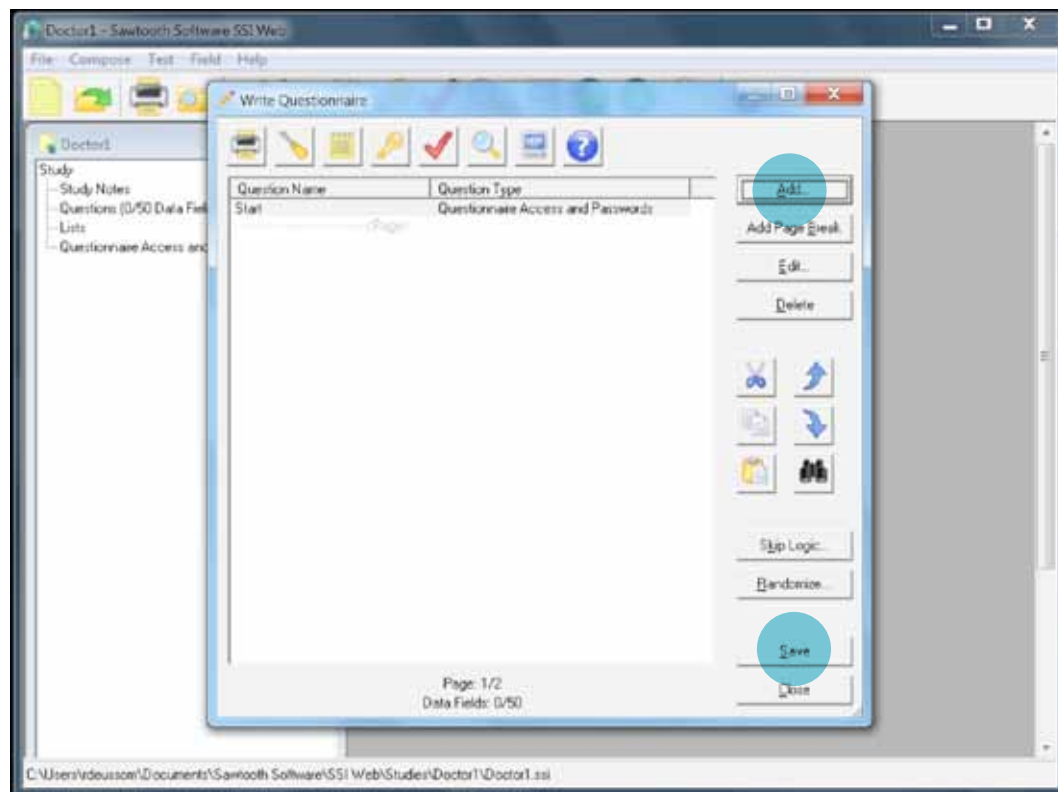 Doctor1 - Sawtooth Software SSI Web
File Compose Test Field Help
Write Questionnaire
Doctor1
Study
Study Notes
Questions (0/50 Data Fiel
Lists
Questionnaire Access and
Question Name Question Type
Start Questionnaire Access and Passwords
(Page
Add...
Add Page Break
Edit...
Delete
Skip Logic...
Randomize...
Save
Close
Page: 1/2
Data Fields: 0/50
C:\Users\rdeussom\Documents\Sawtooth Software\SSI Web\Studies\Doctor1\Doctor1.ssi